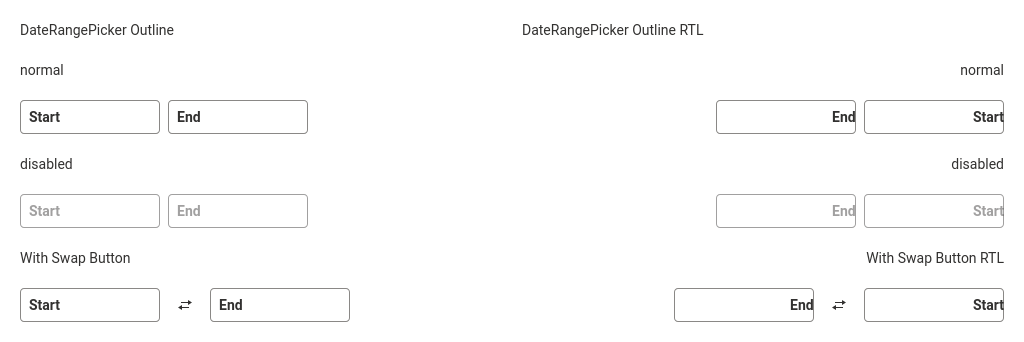 DateRangePicker Outline
normal
Start End
disabled
Start End
With Swap Button
Start End
DateRangePicker Outline RTL
normal
End Start
disabled
End Start
With Swap Button RTL
End Start